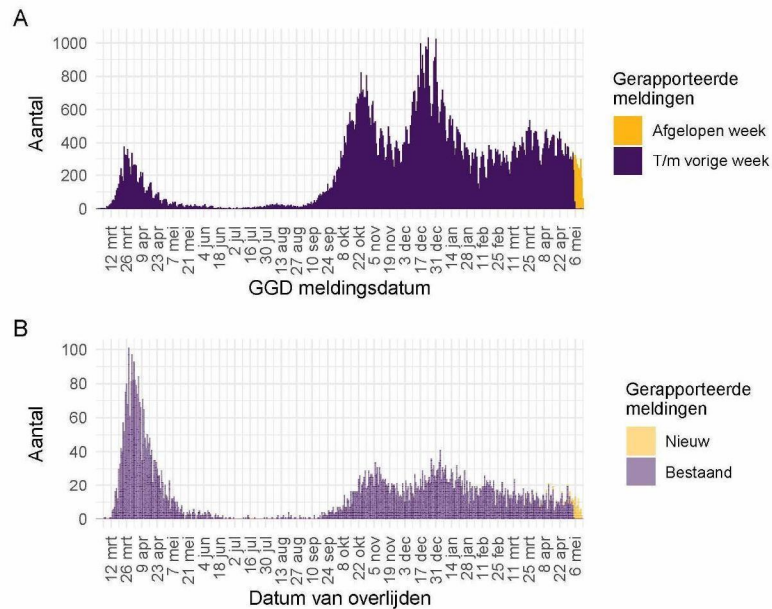 A
Aantal
1000
800
600
400
200
0
12 mrt
26 mrt
9 apr
23 apr
7 mei
21 mei
4 jun
18 jun
2 jul
16 jul
30 jul
13 aug
27 aug
10 sep
24 sep
8 okt
22 okt
5 nov
19 nov
3 dec
17 dec
31 dec
14 jan
28 jan
11 feb
25 feb
11 mrt
25 mrt
8 apr
22 apr
6 mei
GGD meldingsdatum
Gerapporteerde
meldingen
Afgelopen week
T/m vorige week
B
Aantal
100
80
60
40
20
0
12 mrt
26 mrt
9 apr
23 apr
7 mei
21 mei
4 jun
18 jun
2 jul
16 jul
30 jul
13 aug
27 aug
10 sep
24 sep
8 okt
22 okt
5 nov
19 nov
3 dec
17 dec
31 dec
14 jan
28 jan
11 feb
25 feb
11 mrt
25 mrt
8 apr
22 apr
6 mei
Datum van overlijden
Gerapporteerde
meldingen
Nieuw
Bestaand